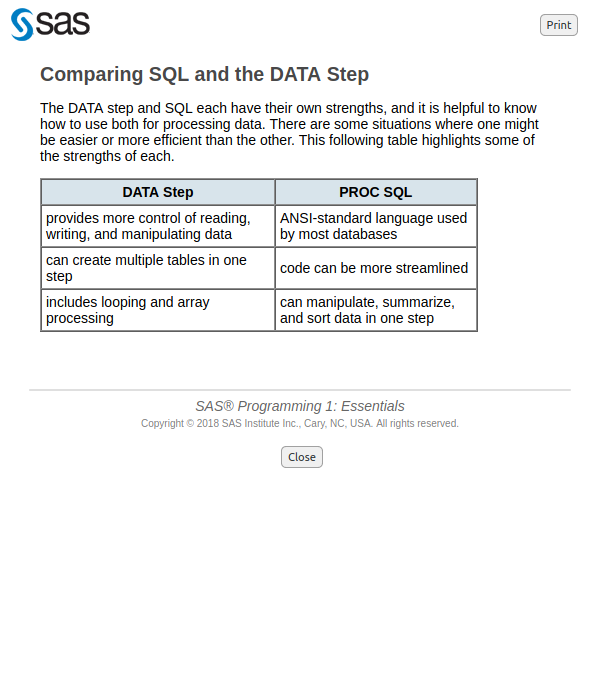 sas
Print
Comparing SQL and the DATA Step
The DATA step and SQL each have their own strengths, and it is helpful to know
how to use both for processing data. There are some situations where one might
be easier or more efficient than the other. This following table highlights some of
the strengths of each.
DATA Step PROC SQL
provides more control of reading,
writing, and manipulating data
ANSI-standard language used
by most databases
can create multiple tables in one
step
code can be more streamlined
includes looping and array
processing
can manipulate, summarize,
and sort data in one step
SAS® Programming 1: Essentials
Copyright © 2018 SAS Institute Inc., Cary, NC, USA. All rights reserved.
Close